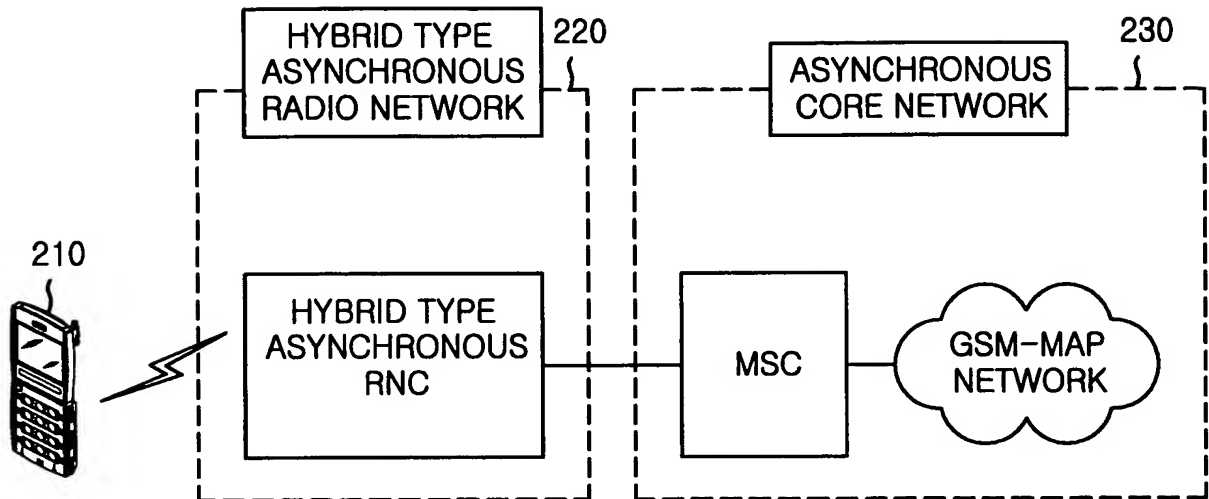 HYBRID TYPE
ASYNCHRONOUS
RADIO NETWORK
220
ASYNCHRONOUS
CORE NETWORK
230
210
HYBRID TYPE
ASYNCHRONOUS
RNC
MSC
GSM-MAP
NETWORK